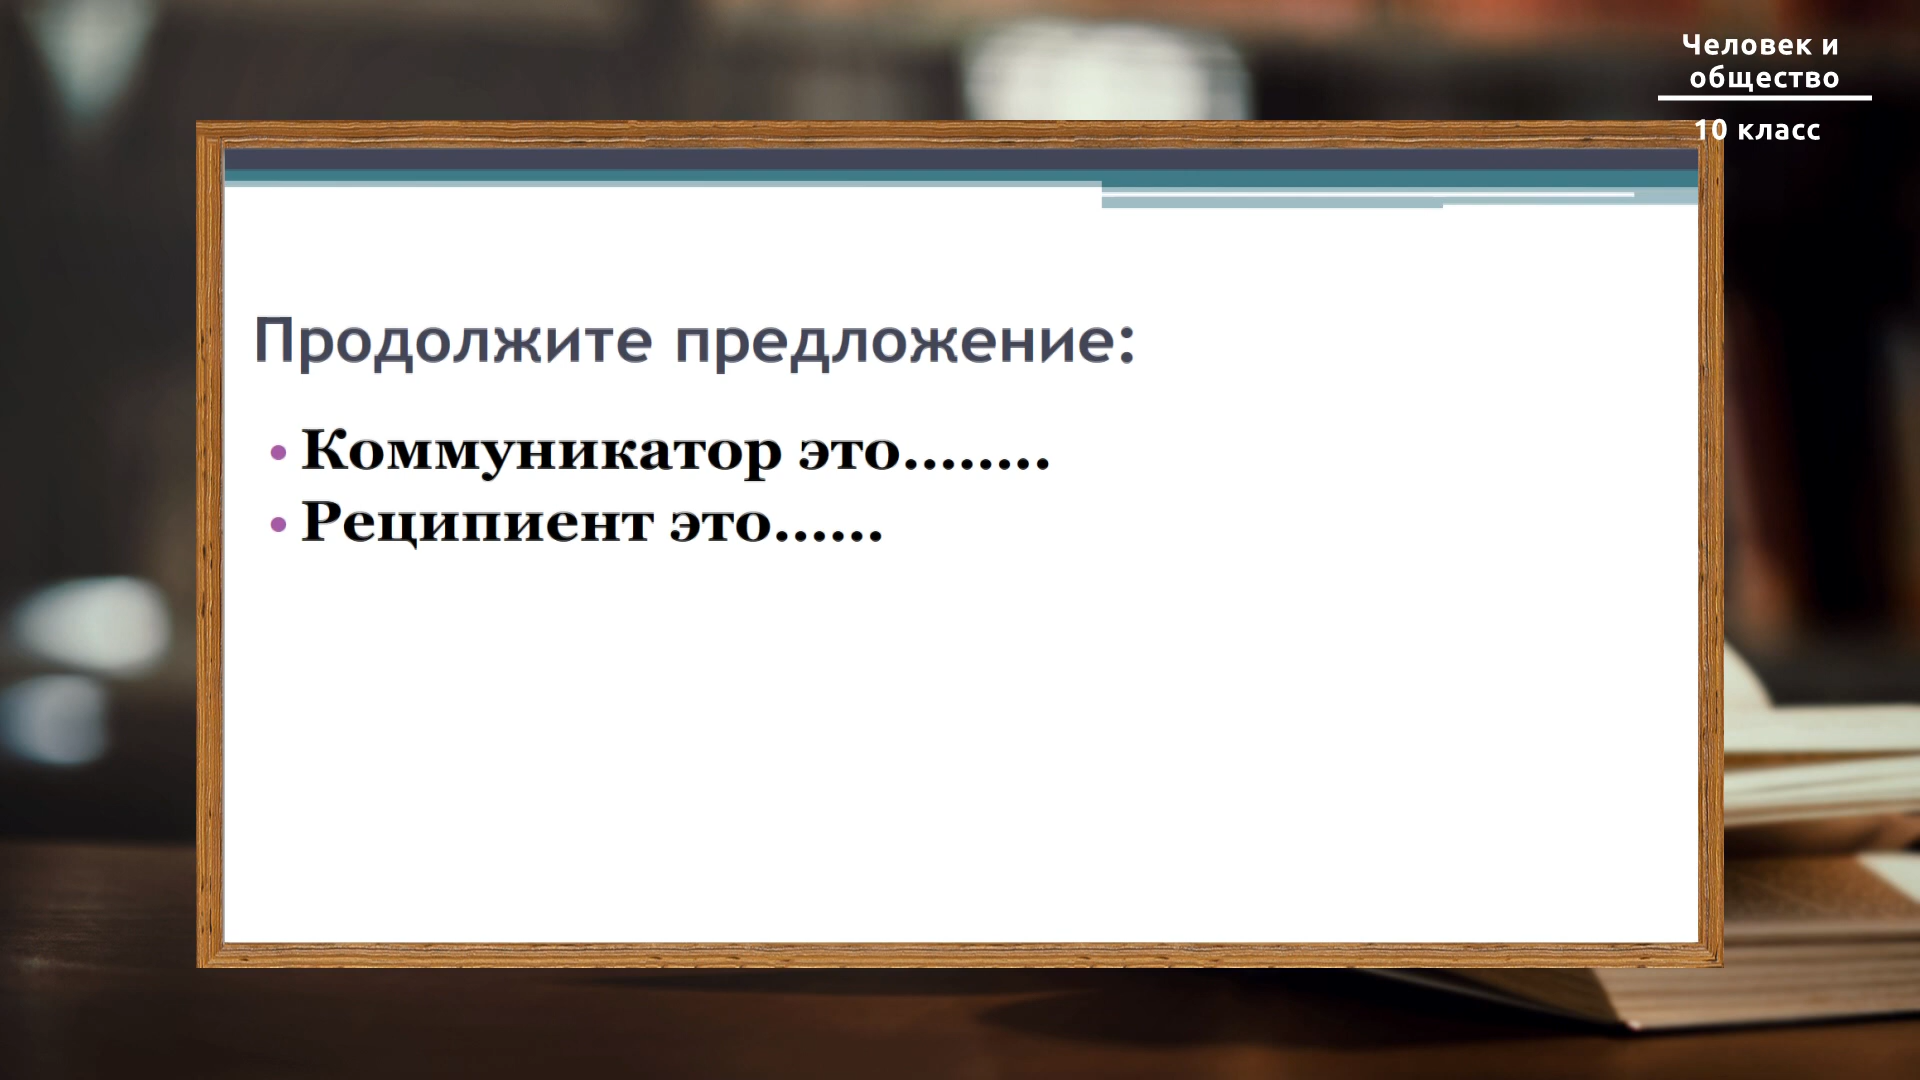 Человек и
общество
10 класс
Продолжите предложение:
• Коммуникатор это........
• Реципиент это......